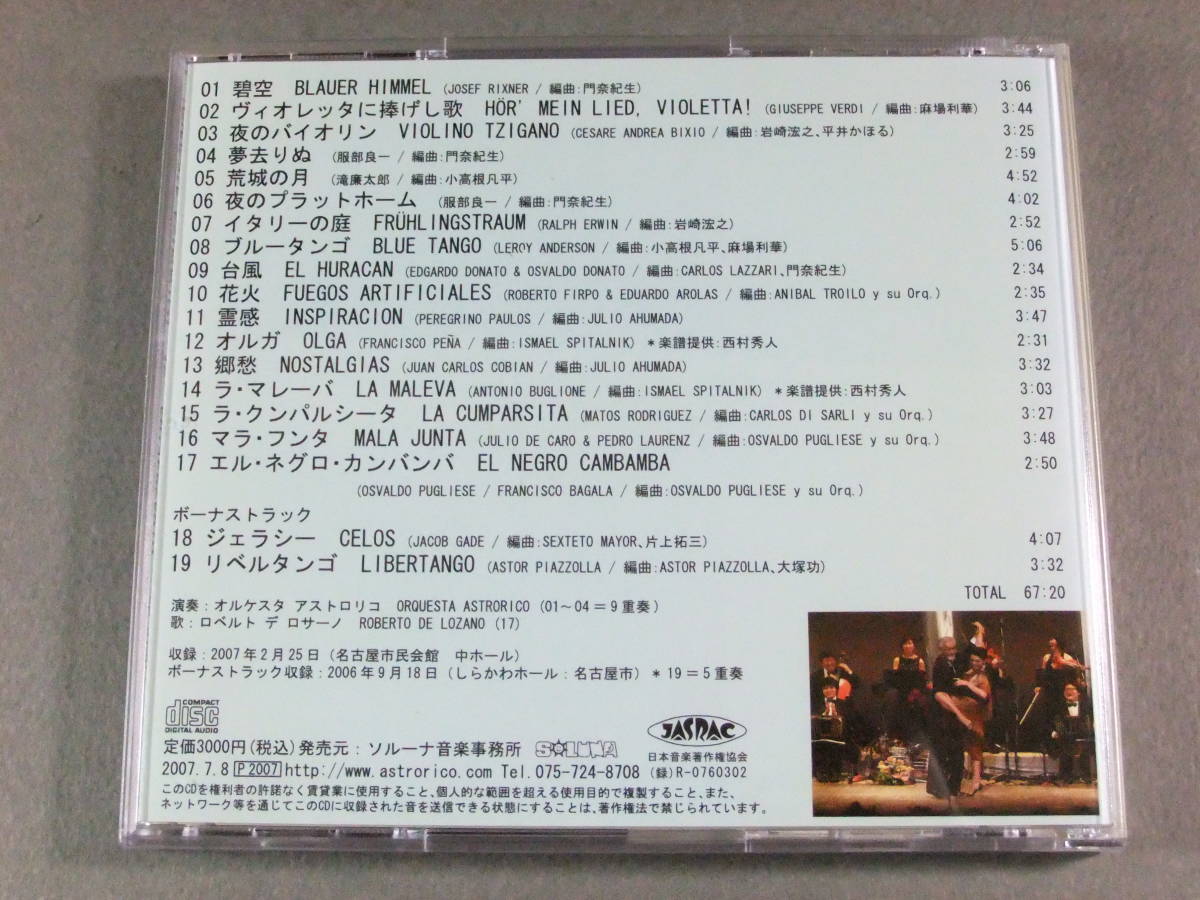 01 碧空 BLAUER HIMMEL (JOSEF RIXNER / 編曲:門奈紀生) 3:06
02 ヴィオレッタに捧げし歌 HÖR' MEIN LIED, VIOLETTA! (GIUSEPPE VERDI / 編曲:麻場利華) 3:44
03 夜のバイオリン VIOLINO TZIGANO (CESARE ANDREA BIXIO / 編曲:岩崎浤之、平井かほる) 3:25
04 夢去りぬ (服部良一 / 編曲:門奈紀生) 2:59
05 荒城の月 (滝廉太郎 / 編曲:小高根凡平) 4:52
06 夜のプラットホーム (服部良一 / 編曲:門奈紀生) 4:02
07 イタリーの庭 FRÜHLINGSTRAUM (RALPH ERWIN / 編曲:岩崎浤之) 2:52
08 ブルータンゴ BLUE TANGO (LEROY ANDERSON / 編曲:小高根凡平、麻場利華) 5:06
09 台風 EL HURACAN (EDGARDO DONATO & OSVALDO DONATO / 編曲:CARLOS LAZZARI、門奈紀生) 2:34
10 花火 FUEGOS ARTIFICIALES (ROBERTO FIRPO & EDUARDO AROLAS / 編曲:ANIBAL TROILO y su Orq.) 2:35
11 霊感 INSPIRACION (PEREGRINO PAULOS / 編曲:JULIO AHUMADA) 3:47
12 オルガ OLGA (FRANCISCO PEÑA / 編曲:ISMAEL SPITALNIK) *楽譜提供:西村秀人 2:31
13 郷愁 NOSTALGIAS (JUAN CARLOS COBIAN / 編曲:JULIO AHUMADA) 3:32
14 ラ・マレーバ LA MALEVA (ANTONIO BUGLIONE / 編曲:ISMAEL SPITALNIK) *楽譜提供:西村秀人 3:03
15 ラ・クンパルシータ LA CUMPARSITA (MATOS RODRIGUEZ / 編曲:CARLOS DI SARLI y su Orq.) 3:27
16 マラ・フンタ MALA JUNTA (JULIO DE CARO & PEDRO LAURENZ / 編曲:OSVALDO PUGLIESE y su Orq.) 3:48
17 エル・ネグロ・カンバンバ EL NEGRO CAMBAMBA 2:50
(OSVALDO PUGLIESE / FRANCISCO BAGALA / 編曲:OSVALDO PUGLIESE y su Orq.)
ボーナストラック
18 ジェラシー CELOS (JACOB GADE / 編曲:SEXTETO MAYOR、片上拓三) 4:07
19 リベルタンゴ LIBERTANGO (ASTOR PIAZZOLLA / 編曲:ASTOR PIAZZOLLA、大塚功) 3:32
TOTAL 67:20
演奏:オルケスタ アストロリコ ORQUESTA ASTRORICO (01~04=9重奏)
歌:ロベルト デ ロサーノ ROBERTO DE LOZANO (17)
収録:2007年2月25日(名古屋市民会館 中ホール)
ボーナストラック収録:2006年9月18日(しらかわホール:名古屋市) *19=5重奏
COMPACT
disc
DIGITAL AUDIO
JASRAC
定価3000円(税込)発売元:ソルーナ音楽事務所 SOLUNA
日本音楽著作権協会
2007.7.8 P2007 http://www.astrorico.com Tel.075-724-8708
(録)R-0760302
このCDを権利者の許諾なく賃貸業に使用すること、個人的な範囲を超える使用目的で複製すること、また、
ネットワーク等を通じてこのCDに収録された音を送信できる状態にすることは、著作権法で禁じられています。